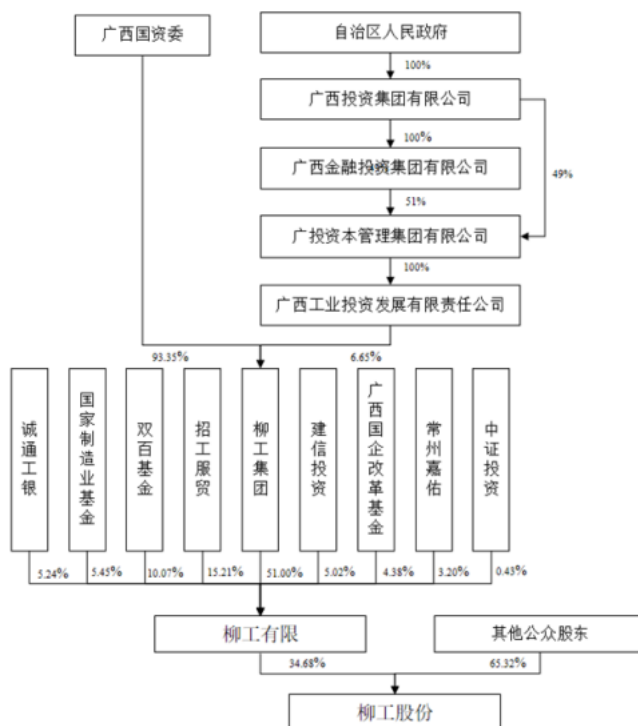 广西国资委
自治区人民政府
100%
广西投资集团有限公司
100%
广西金融投资集团有限公司
49%
51%
广投资本管理集团有限公司
100%
广西工业投资发展有限责任公司
93.35%
6.65%
诚通工银
国家制造业基金
双百基金
招工服贸
柳工集团
建信投资
广西国企改革基金
常州嘉佑
中证投资
5.24%
5.45%
10.07%
15.21%
51.00%
5.02%
4.38%
3.20%
0.43%
柳工有限
其他公众股东
34.68%
65.32%
柳工股份